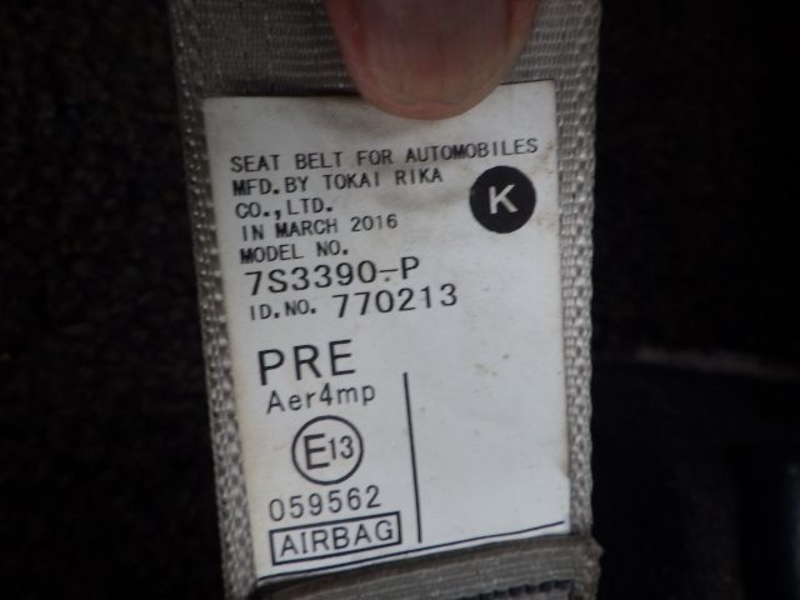 SEAT BELT FOR AUTOMOBILES
MFD.BY TOKAI RIKA
CO.,LTD.
K
IN MARCH 2016
MODEL NO.
7S3390-P
ID.NO. 770213
PRE
Aer4mp
E13
059562
AIRBAG